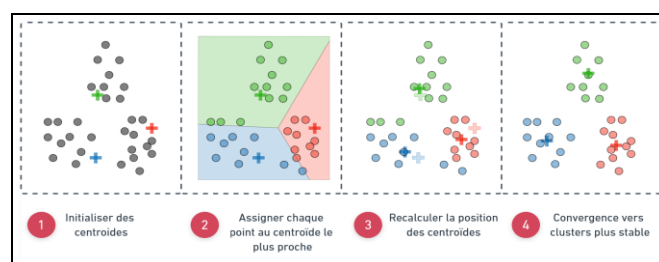 1
Initialiser des
centroides
2
Assigner chaque
point au centroïde le
plus proche
3
Recalculer la position
des centroïdes
4
Convergence vers
clusters plus stable